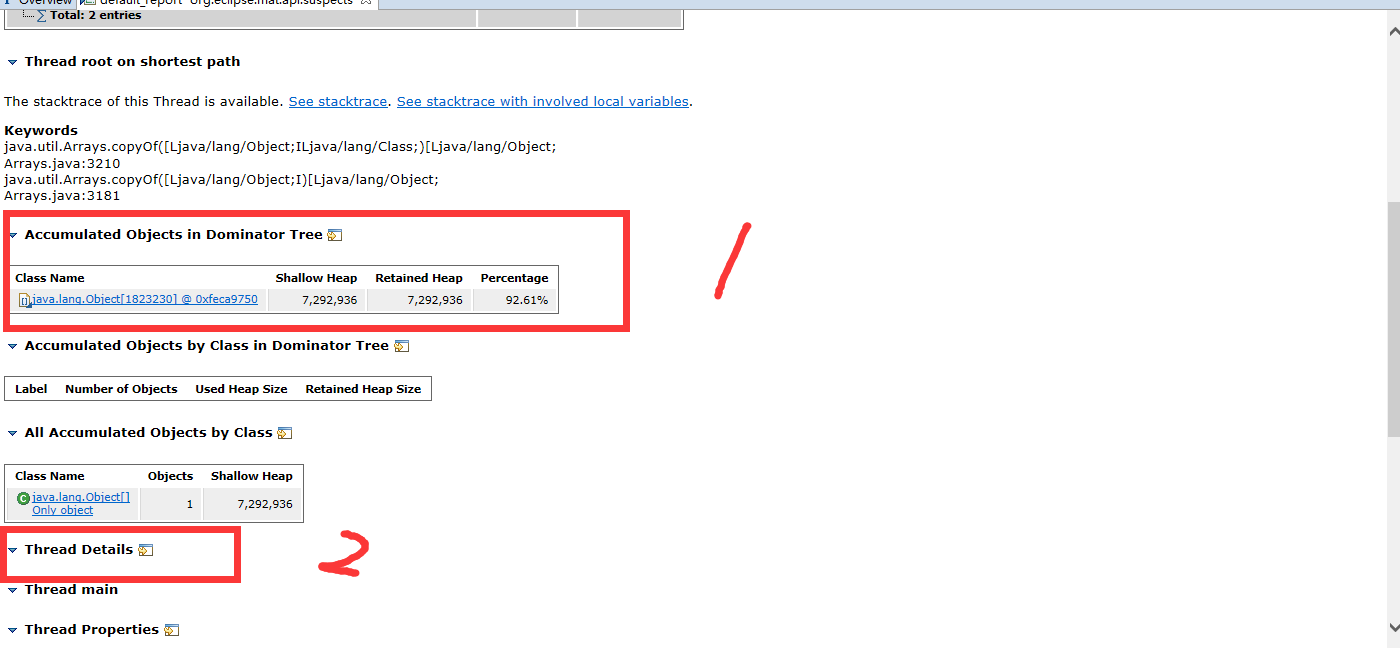 Overview default_report org.eclipse.mat.api.suspects
Total: 2 entries
Thread root on shortest path
The stacktrace of this Thread is available. See stacktrace. See stacktrace with involved local variables.
Keywords
java.util.Arrays.copyOf([Ljava/lang/Object;ILjava/lang/Class;)[Ljava/lang/Object;
Arrays.java:3210
java.util.Arrays.copyOf([Ljava/lang/Object;I)[Ljava/lang/Object;
Arrays.java:3181
Accumulated Objects in Dominator Tree
Class Name Shallow Heap Retained Heap Percentage
java.lang.Object[1823230] @ 0xfeca9750 7,292,936 7,292,936 92.61%
1
Accumulated Objects by Class in Dominator Tree
Label Number of Objects Used Heap Size Retained Heap Size
All Accumulated Objects by Class
Class Name Objects Shallow Heap
java.lang.Object[] 1 7,292,936
Only object
Thread Details
2
Thread main
Thread Properties